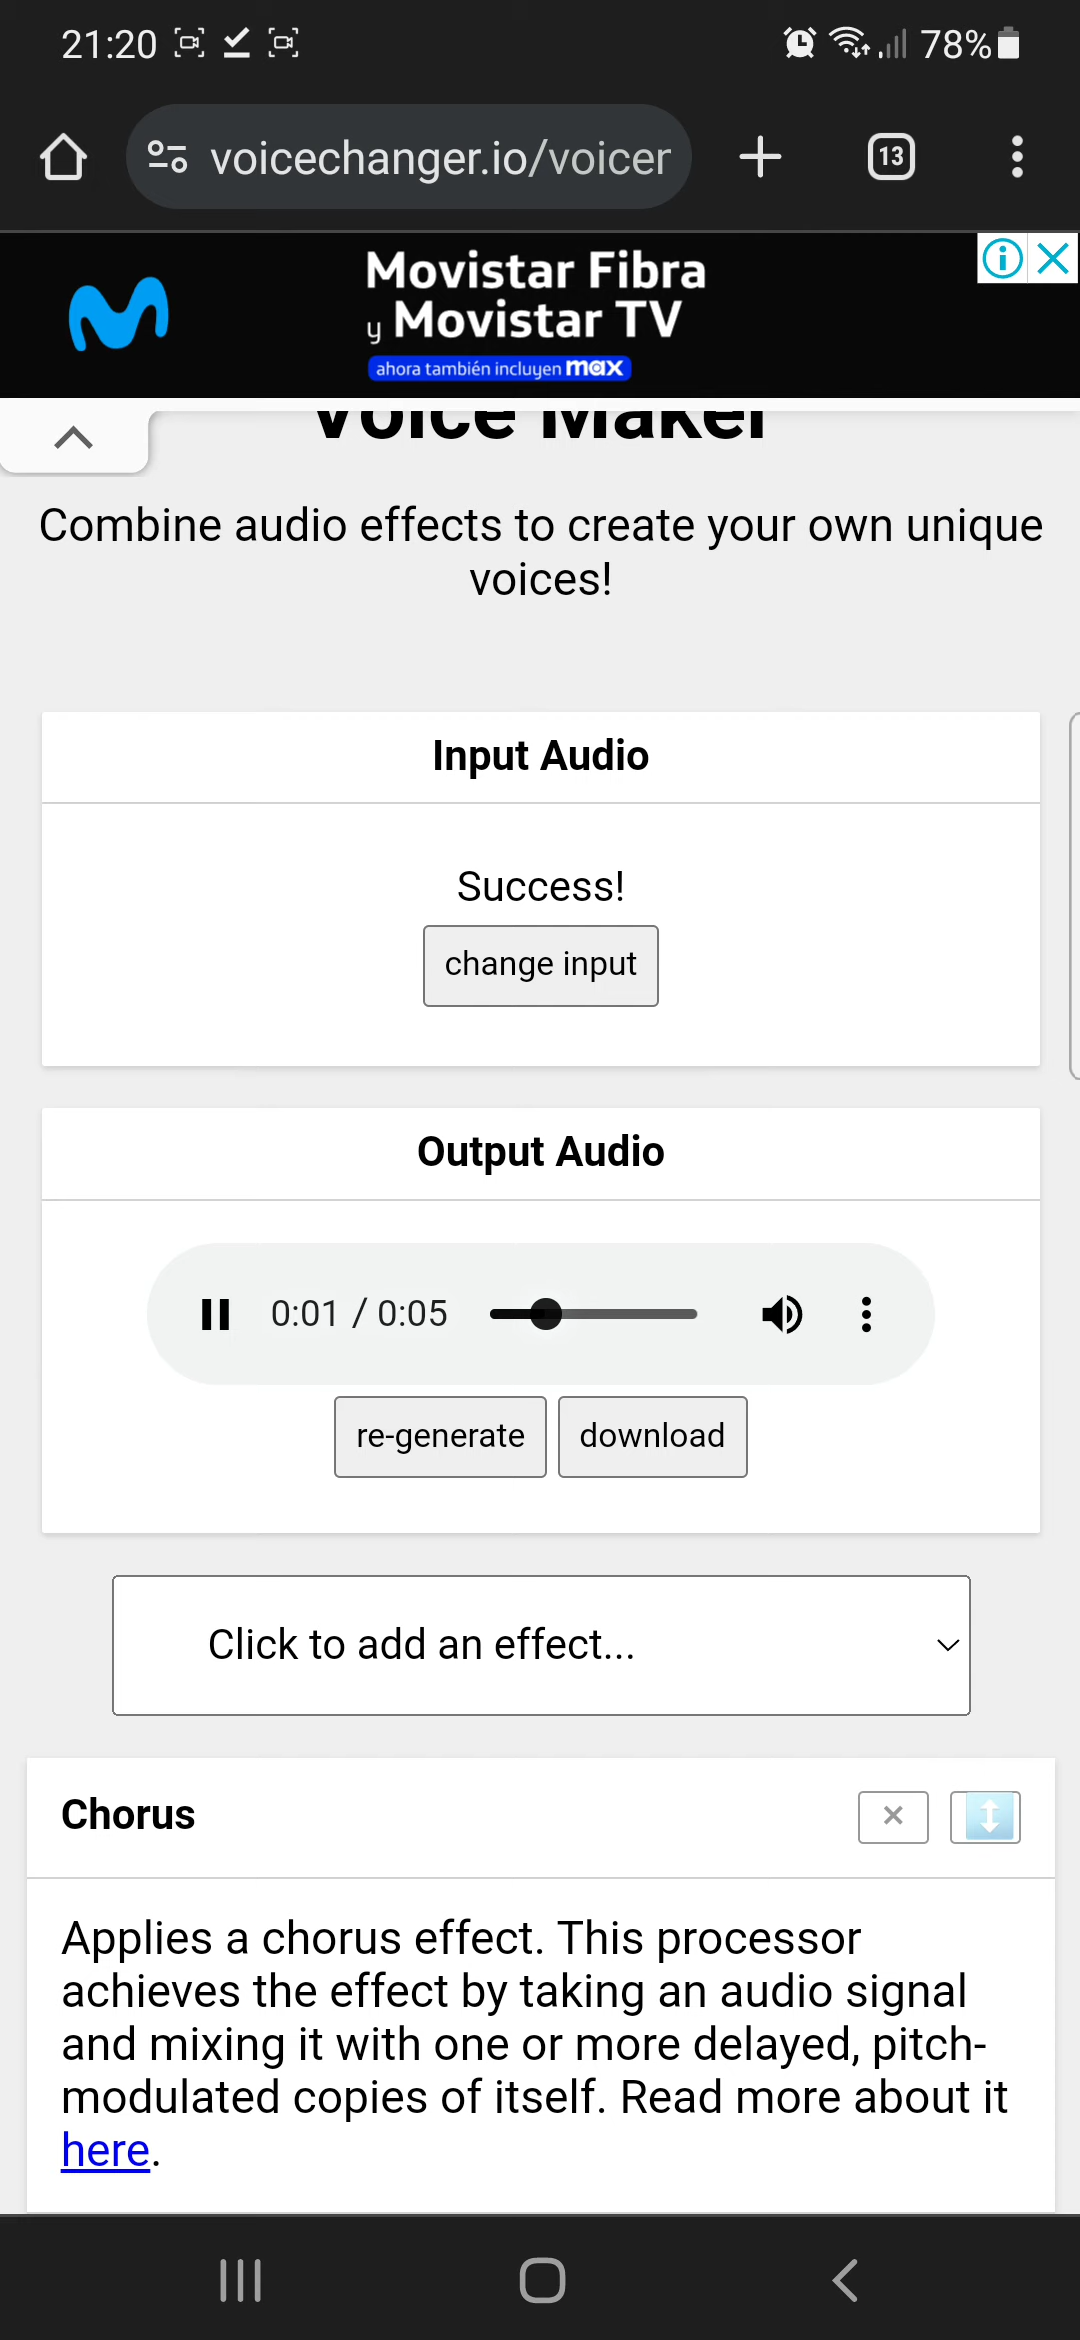 21:20
78%
voicechanger.io/voicer
13
Movistar Fibra
y Movistar TV
ahora también incluyen max
Voice Maker
Combine audio effects to create your own unique
voices!
Input Audio
Success!
change input
Output Audio
0:01 / 0:05
re-generate
download
Click to add an effect...
Chorus
Applies a chorus effect. This processor
achieves the effect by taking an audio signal
and mixing it with one or more delayed, pitch-
modulated copies of itself. Read more about it
here.